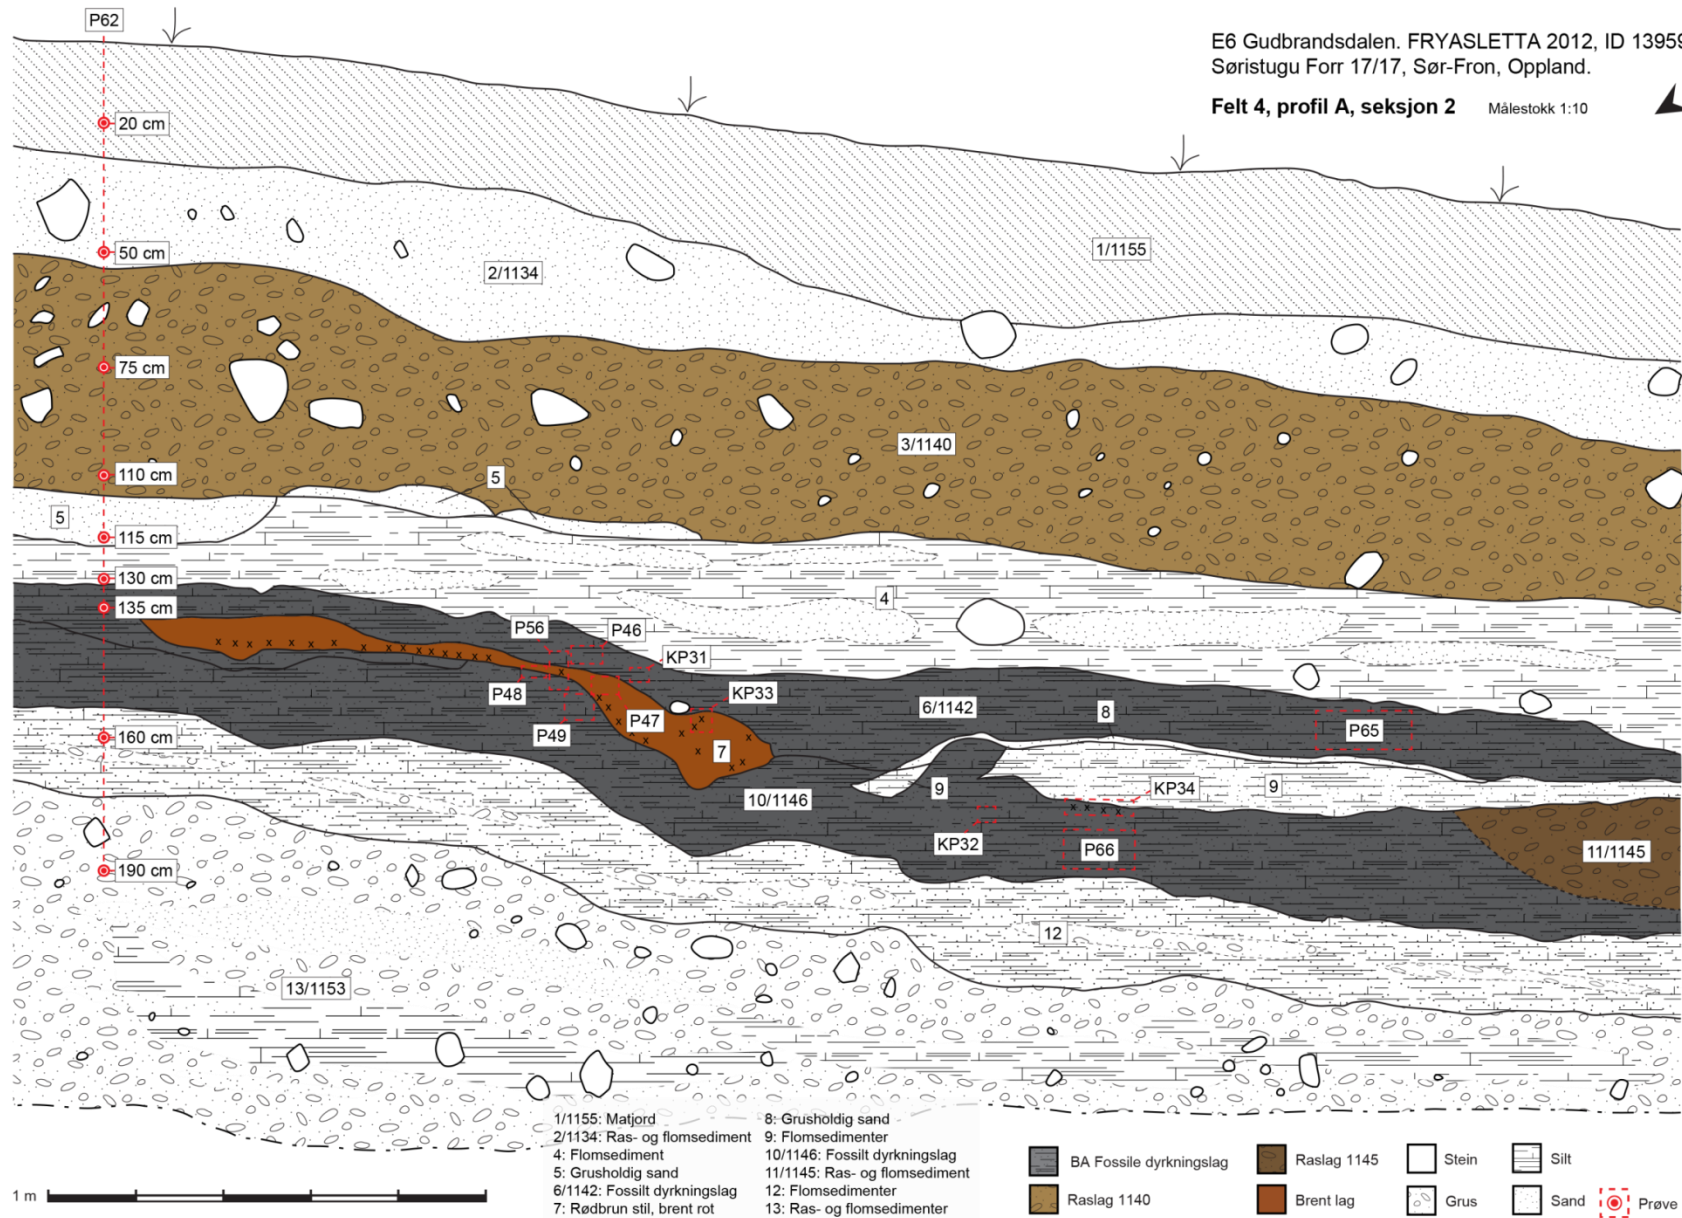 P62
E6 Gudbrandsdalen. FRYASLETTA 2012, ID 13959
Søristugu Forr 17/17, Sør-Fron, Oppland.
Felt 4, profil A, seksjon 2 Målestokk 1:10
20 cm
50 cm
1/1155
2/1134
75 cm
3/1140
110 cm
5
5
115 cm
130 cm
4
135 cm
P56
P46
KP31
P48
KP33
6/1142
8
P47
P65
P49
160 cm
7
9
9
KP34
10/1146
KP32
P66
11/1145
190 cm
12
13/1153
1/1155: Matjord
2/1134: Ras- og flomsediment
4: Flomsediment
5: Grusholdig sand
6/1142: Fossilt dyrkningslag
7: Rødbrun stil, brent rot
8: Grusholdig sand
9: Flomsedimenter
10/1146: Fossilt dyrkningslag
11/1145: Ras- og flomsediment
12: Flomsedimenter
13: Ras- og flomsedimenter
BA Fossile dyrkningslag
Raslag 1145
Stein
Silt
Raslag 1140
Brent lag
Grus
Sand
Prøve
1 m